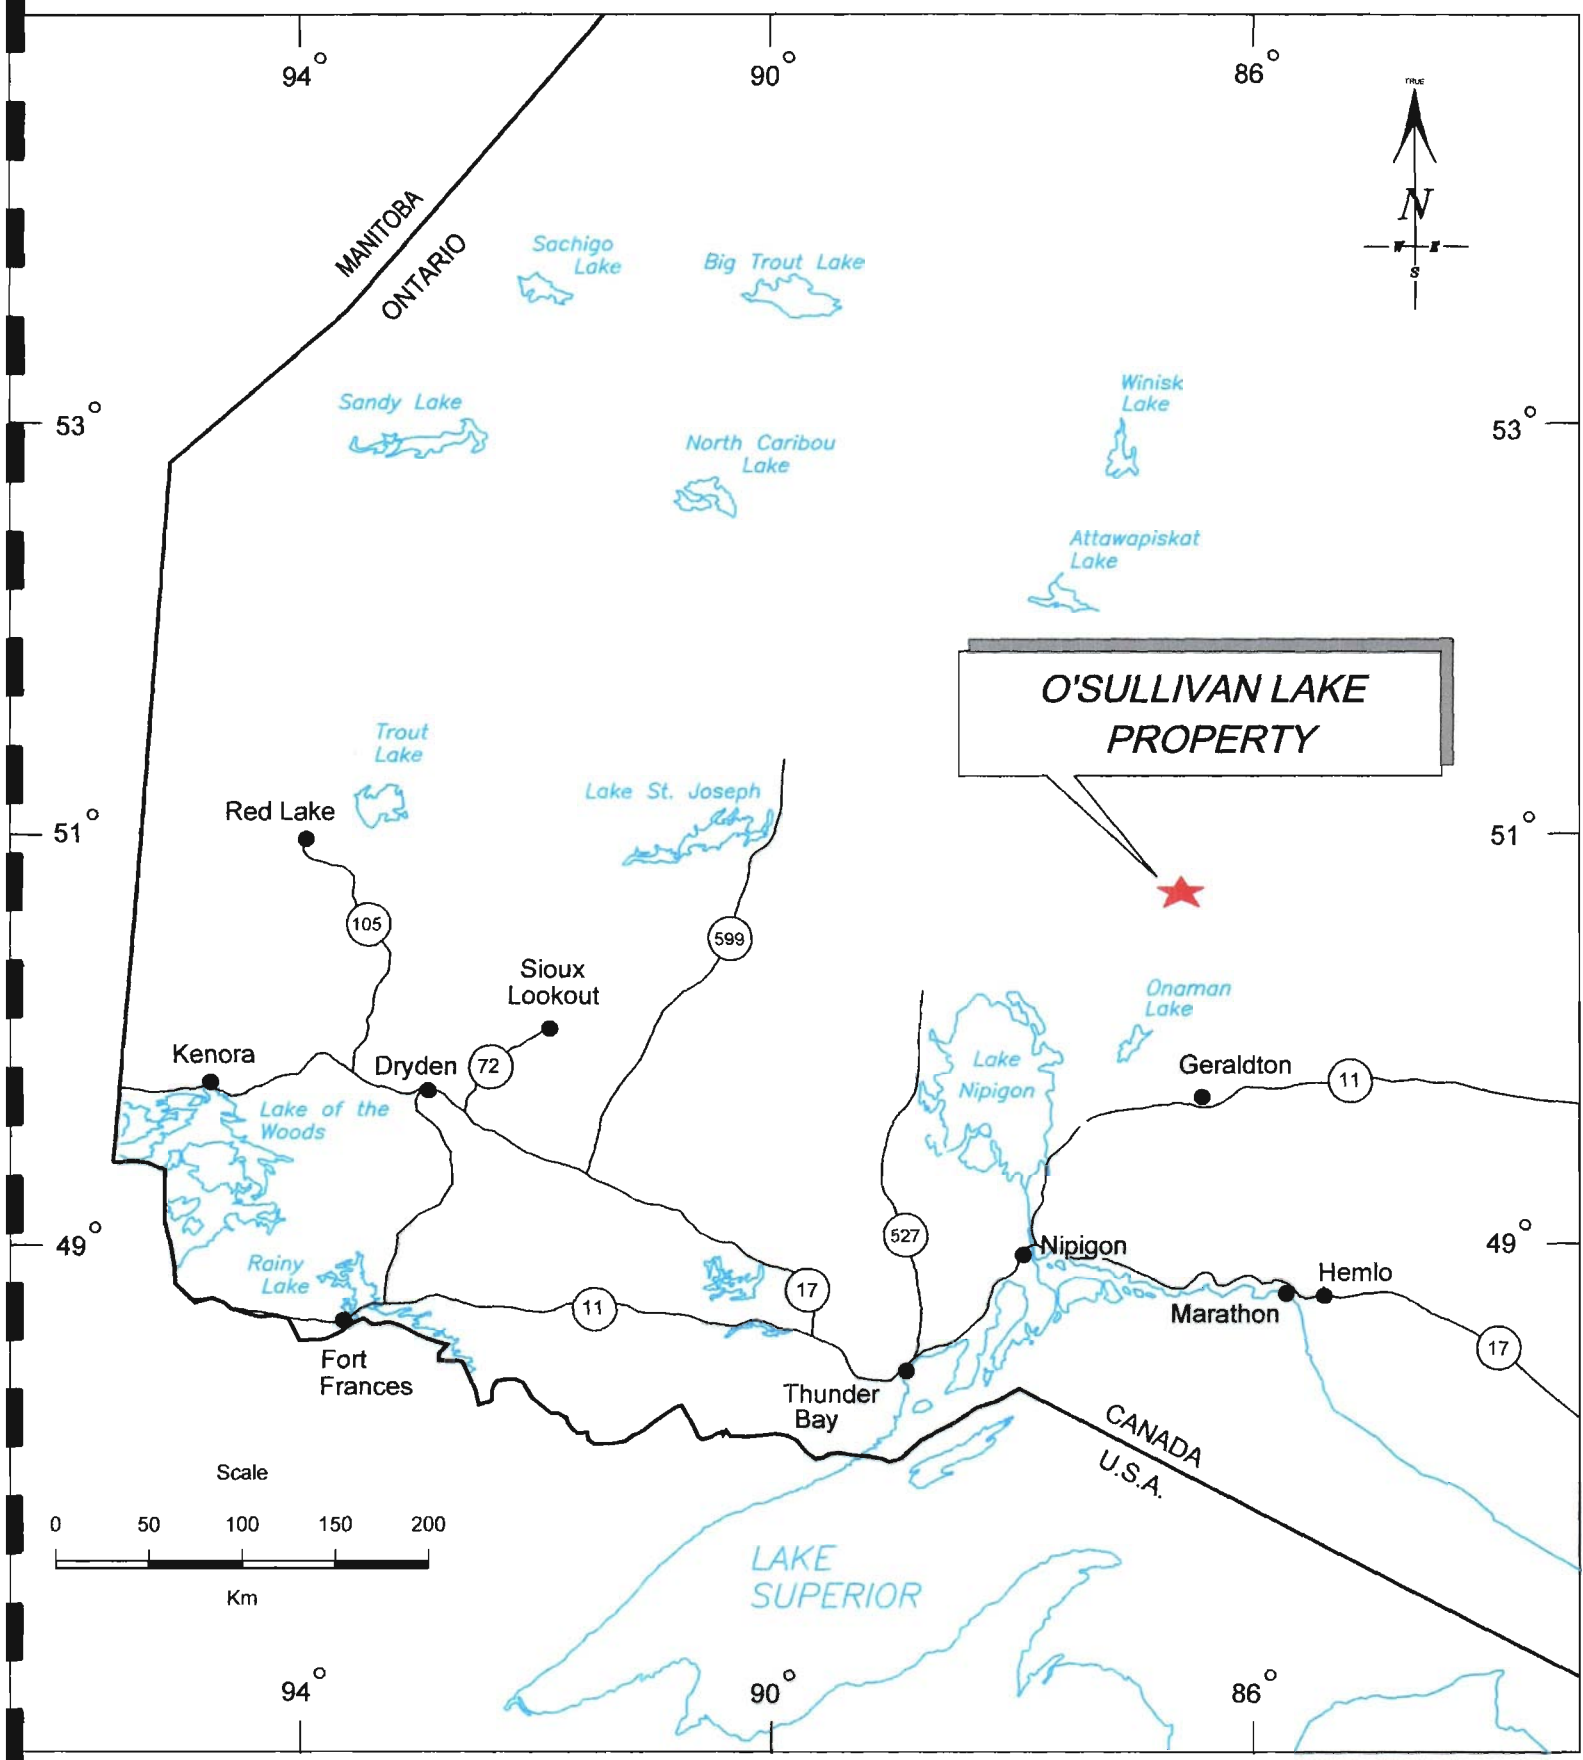 94°
90°
86°
TRUE
N
W E
S
MANITOBA
ONTARIO
Sachigo
Lake
Big Trout Lake
Winisk
Lake
Sandy Lake
53°
53°
North Caribou
Lake
Attawapiskat
Lake
O'SULLIVAN LAKE
PROPERTY
Trout
Lake
Lake St. Joseph
Red Lake
51°
51°
105
599
Sioux
Lookout
Onaman
Lake
Kenora
Dryden
72
Lake
Nipigon
Geraldton
11
Lake of the
Woods
49°
527
Nipigon
49°
Rainy
Lake
17
Hemlo
11
Marathon
17
Fort
Frances
Thunder
Bay
CANADA
U.S.A.
Scale
0 50 100 150 200
Km
LAKE
SUPERIOR
94°
90°
86°